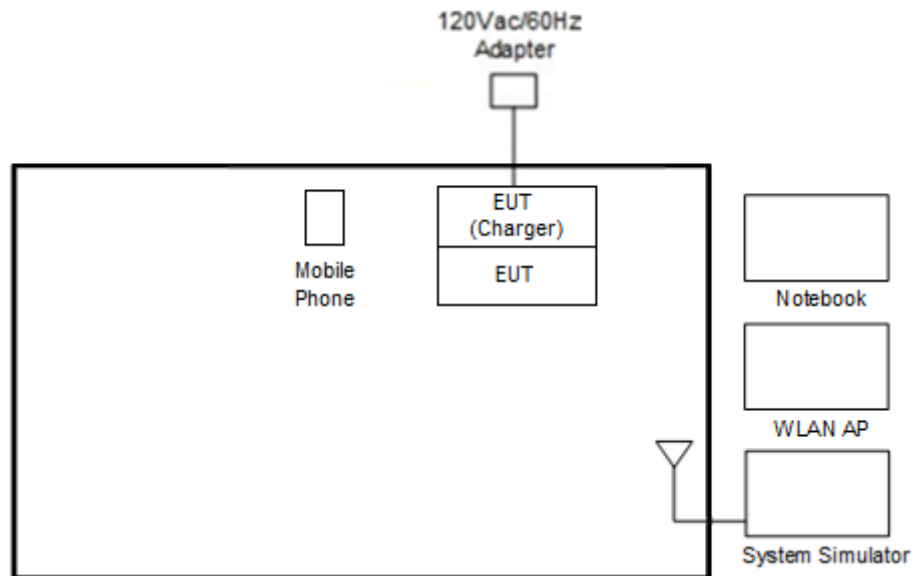 120Vac/60Hz
Adapter
EUT
(Charger)
EUT
Mobile
Phone
Notebook
WLAN AP
System Simulator